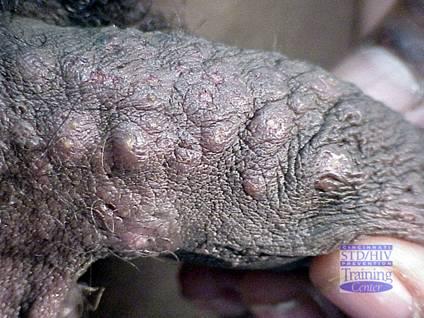 CINCINNATI
STD/HIV
PREVENTION
Training
Center